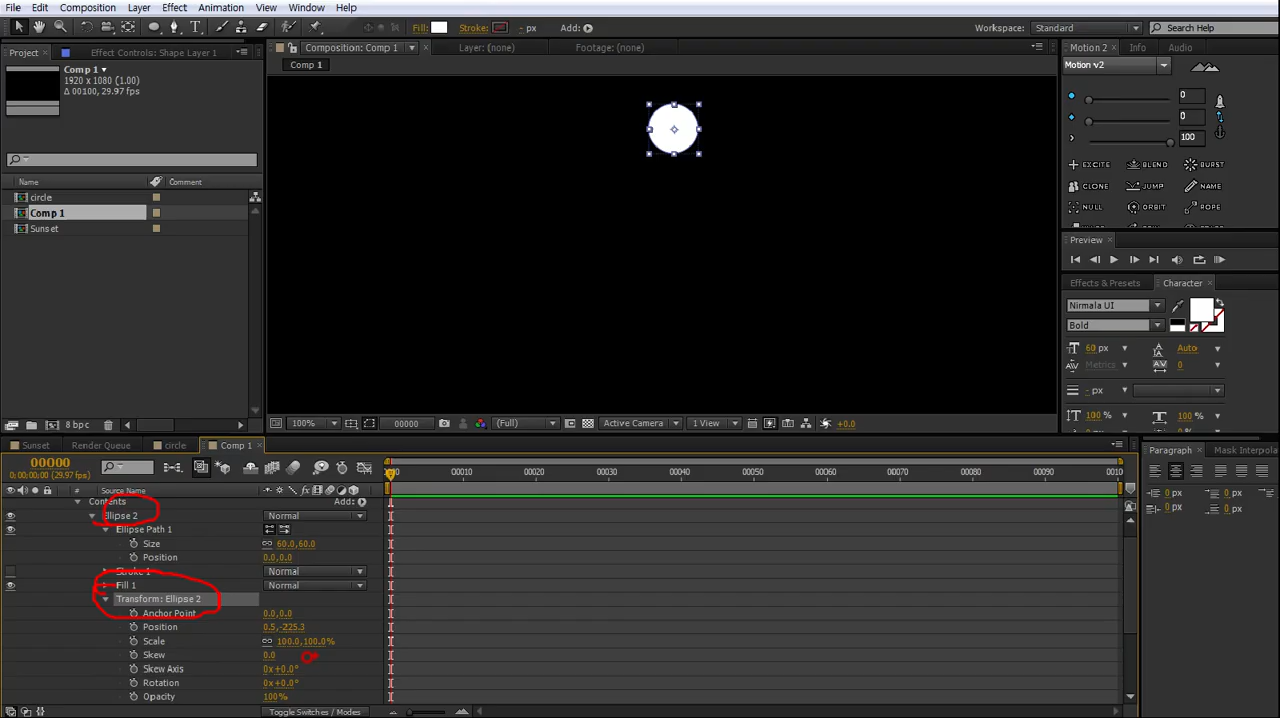 File Edit Composition Layer Effect Animation View Window Help
Fill: Stroke: - px Add:
Workspace: Standard Search Help
Project Effect Controls: Shape Layer 1
Composition: Comp 1 Layer: (none) Footage: (none)
Motion 2 Info Audio
Comp 1
Motion v2
Comp 1
1920 x 1080 (1.00)
Δ 00100, 29.97 fps
0
0
100
EXCITE BLEND BURST
CLONE JUMP NAME
NULL ORBIT ROPE
Name Comment
circle
Comp 1
Sunset
Preview
Effects & Presets Character
Nirmala UI
Bold
60 px Auto
Metrics 0
- px
100 % 100 %
8 bpc
100% 00000 (Full) Active Camera 1 View +0.0
Sunset Render Queue circle Comp 1
Paragraph Mask Interpola
00000
0:00:00:00 (29.97 fps)
00 00010 00020 00030 00040 00050 00060 00070 00080 00090 0010
# Source Name
0 px 0 px
0 px 0 px
Contents Add:
Ellipse 2 Normal
Ellipse Path 1
Size 60.0,60.0
Position 0.0,0.0
Stroke 1 Normal
Fill 1 Normal
Transform: Ellipse 2
Anchor Point 0.0,0.0
Position 0.5,-225.3
Scale 100.0,100.0%
Skew 0.0
Skew Axis 0x+0.0°
Rotation 0x+0.0°
Opacity 100%
Toggle Switches / Modes